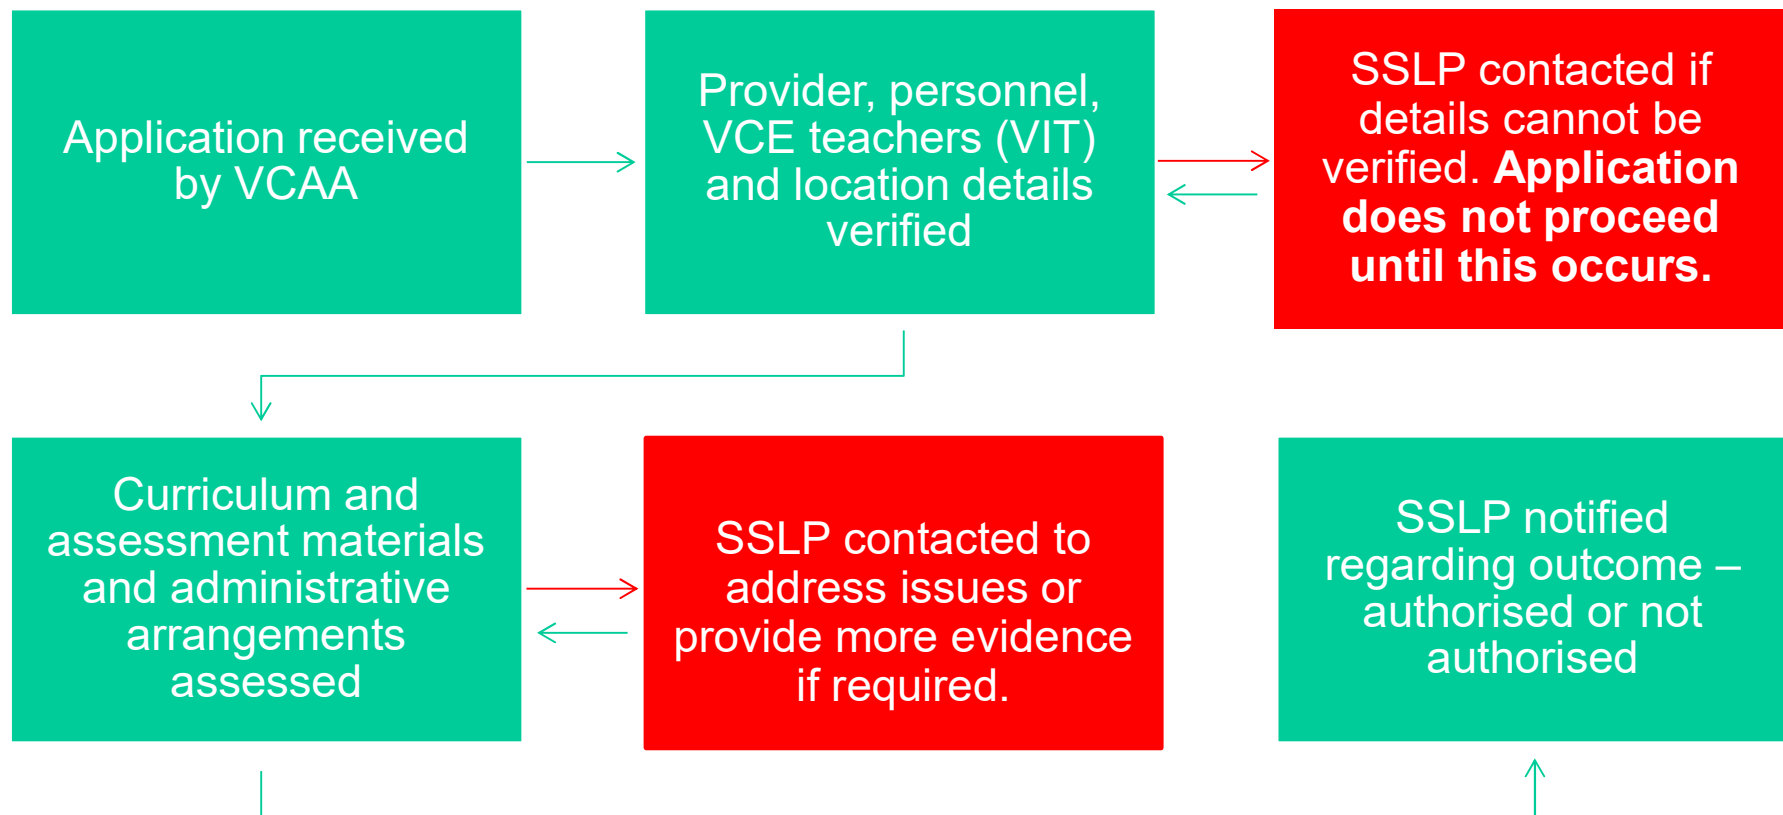 Application received
by VCAA
Provider, personnel,
VCE teachers (VIT)
and location details
verified
SSLP contacted if
details cannot be
verified. Application
does not proceed
until this occurs.
Curriculum and
assessment materials
and administrative
arrangements
assessed
SSLP contacted to
address issues or
provide more evidence
if required.
SSLP notified
regarding outcome –
authorised or not
authorised